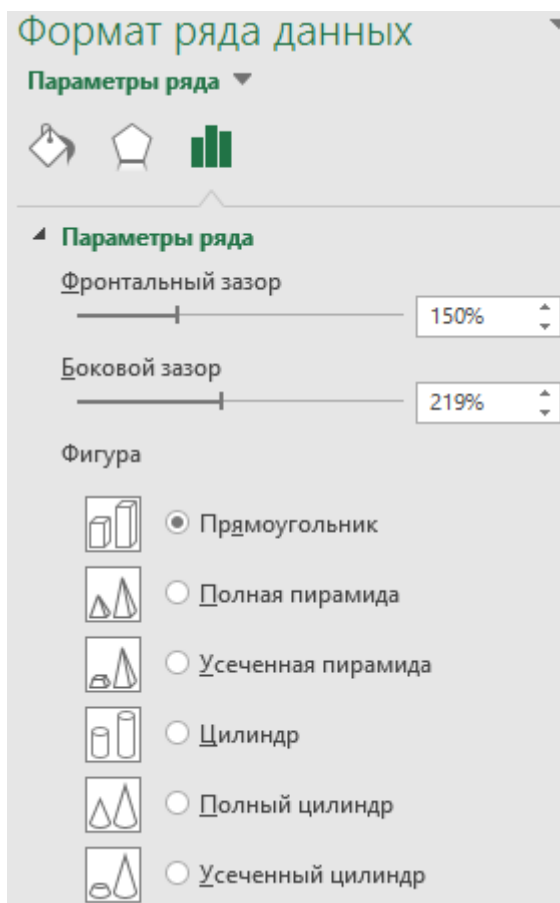 Формат ряда данных
Параметры ряда
Параметры ряда
Фронтальный зазор
150%
Боковой зазор
219%
Фигура
Прямоугольник
Полная пирамида
Усеченная пирамида
Цилиндр
Полный цилиндр
Усеченный цилиндр